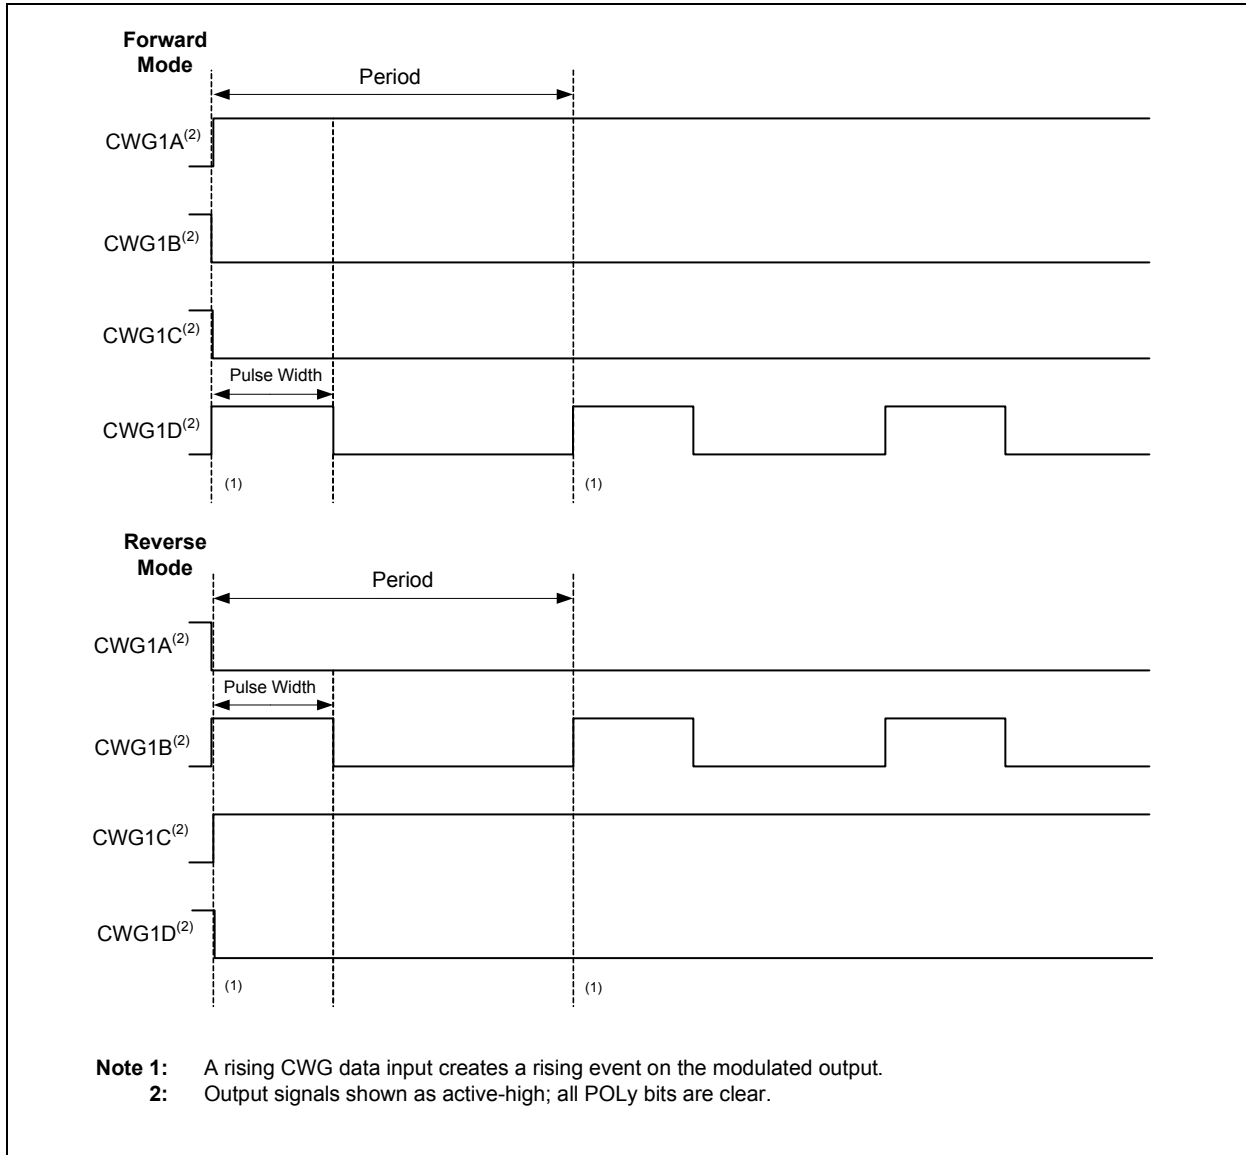 Forward
Mode
Period
CWG1A(2)
CWG1B(2)
CWG1C(2)
Pulse Width
CWG1D(2)
(1) (1)
Reverse
Mode
Period
CWG1A(2)
Pulse Width
CWG1B(2)
CWG1C(2)
CWG1D(2)
(1) (1)
Note 1: A rising CWG data input creates a rising event on the modulated output.
2: Output signals shown as active-high; all POLy bits are clear.